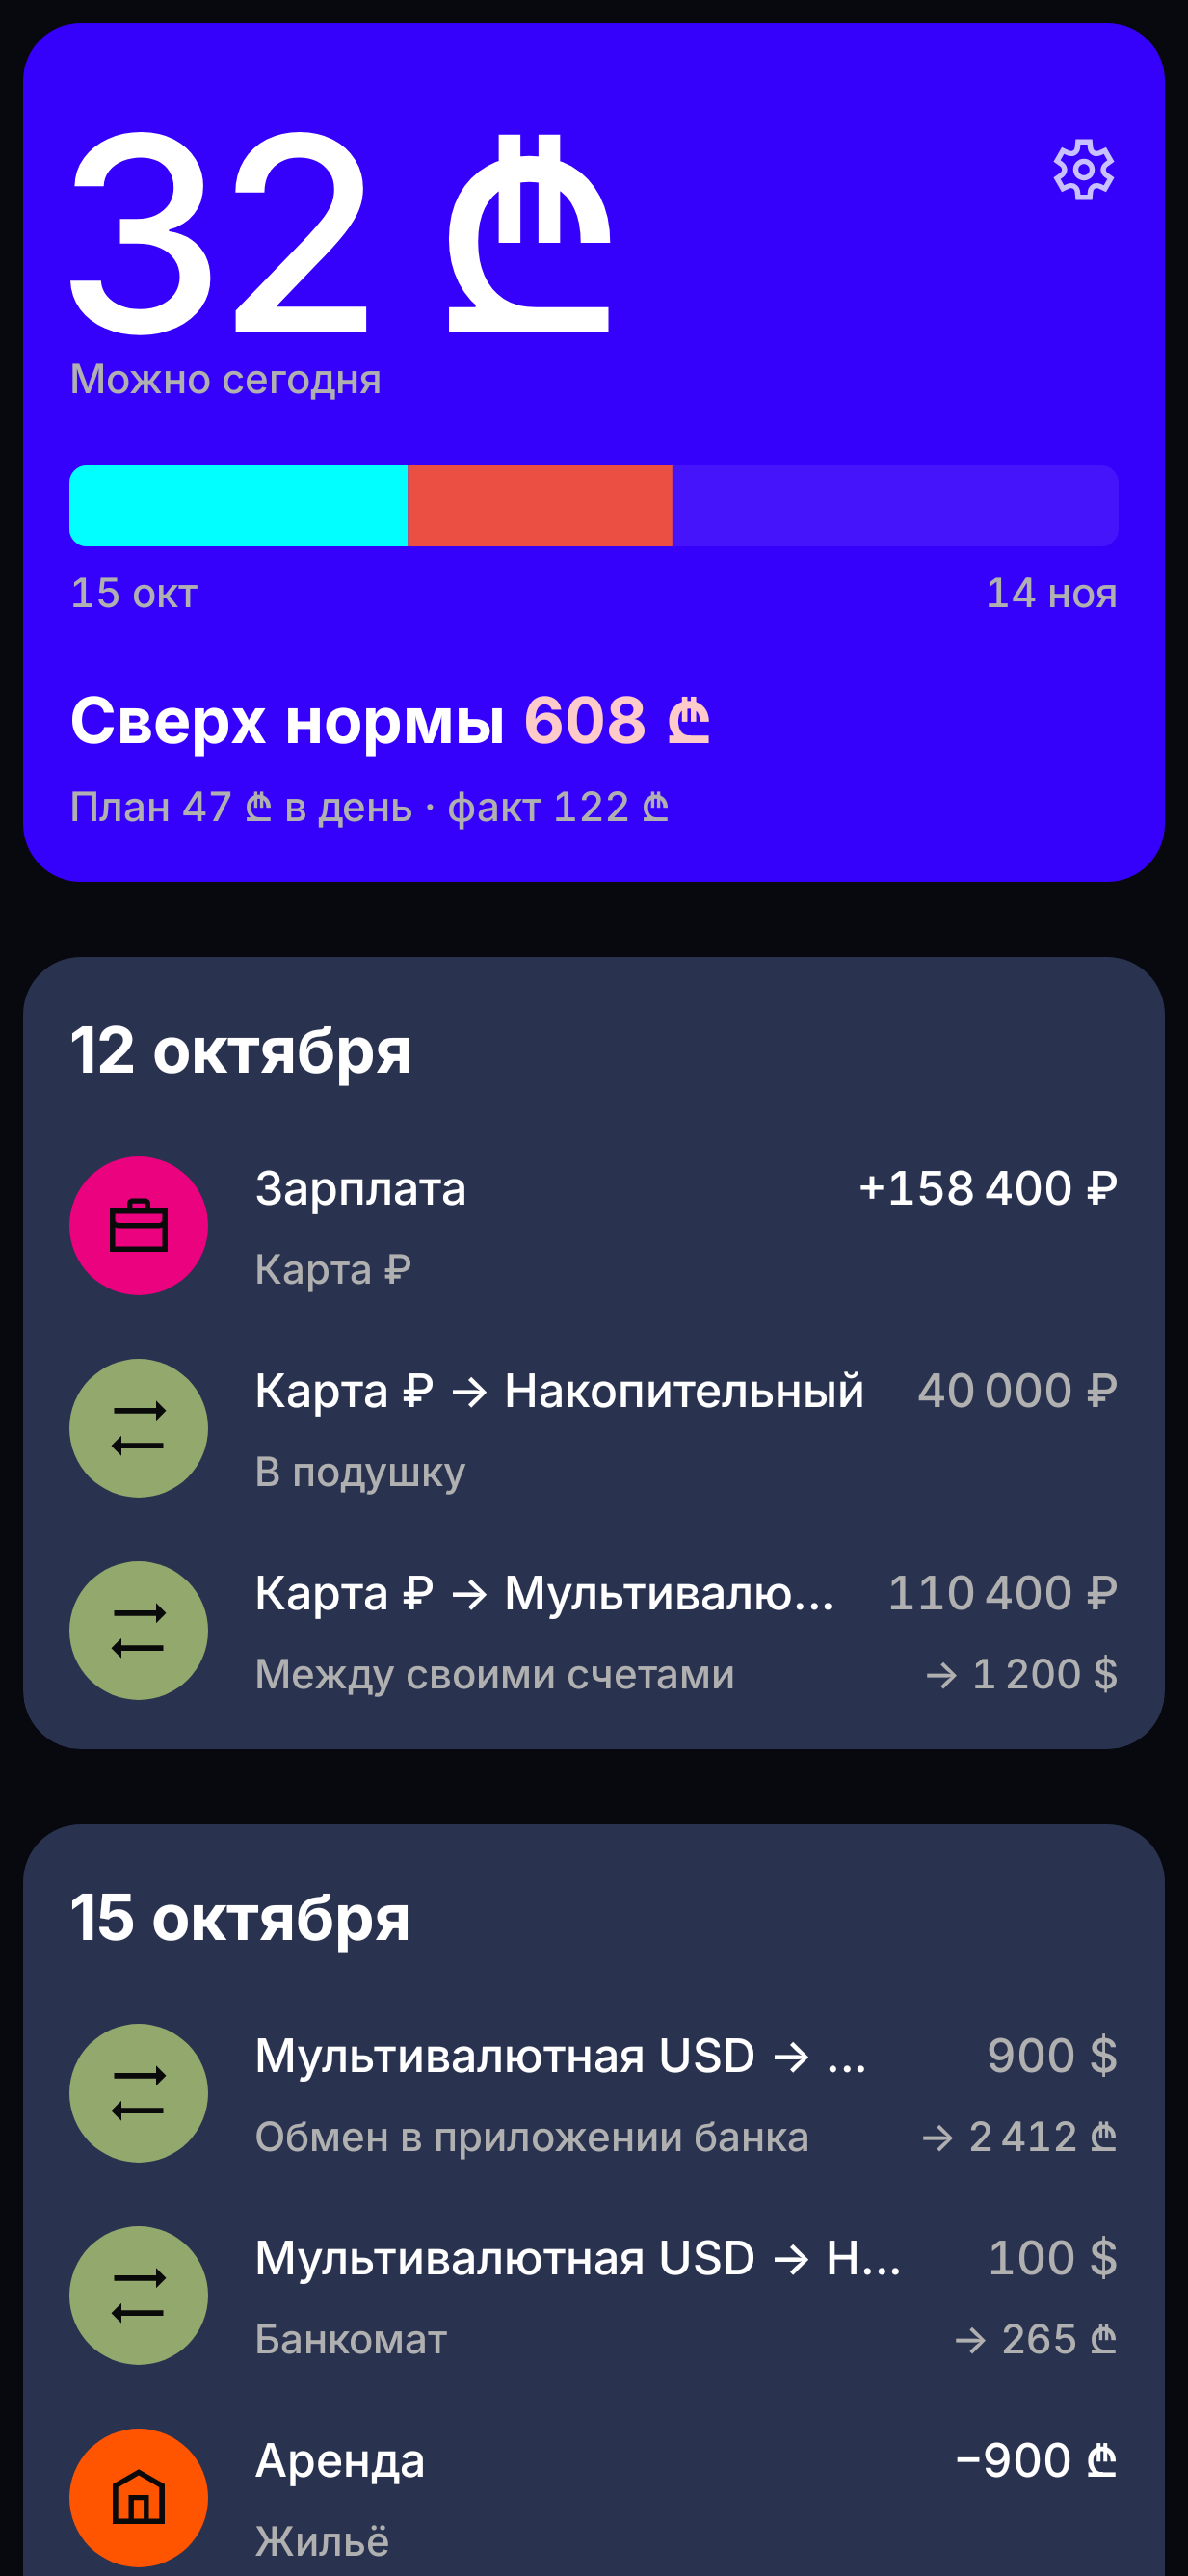 32 ₾
Можно сегодня
15 окт
14 ноя
Сверх нормы 608 ₾
План 47 ₾ в день · факт 122 ₾
12 октября
Зарплата
+158 400 ₽
Карта ₽
Карта ₽ → Накопительный
40 000 ₽
В подушку
Карта ₽ → Мультивалю...
110 400 ₽
Между своими счетами
→ 1 200 $
15 октября
Мультивалютная USD → ...
900 $
Обмен в приложении банка
→ 2 412 ₾
Мультивалютная USD → Н...
100 $
Банкомат
→ 265 ₾
Аренда
−900 ₾
Жильё